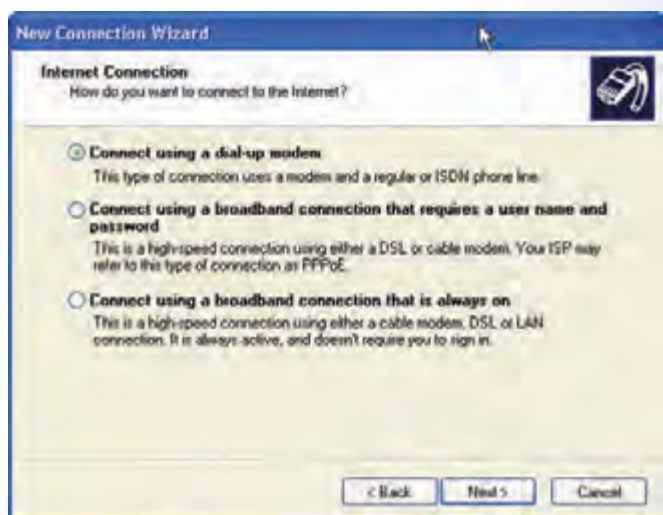 New Connection Wizard
Internet Connection
How do you want to connect to the Internet?
Connect using a dial-up modem
This type of connection uses a modem and a regular or ISDN phone line.
Connect using a broadband connection that requires a user name and
password
This is a high-speed connection using either a DSL or cable modem. Your ISP may
refer to this type of connection as PPPoE.
Connect using a broadband connection that is always on
This is a high-speed connection using either a cable modem, DSL or LAN
connection. It is always active, and doesn't require you to sign in.
< Back
Next >
Cancel